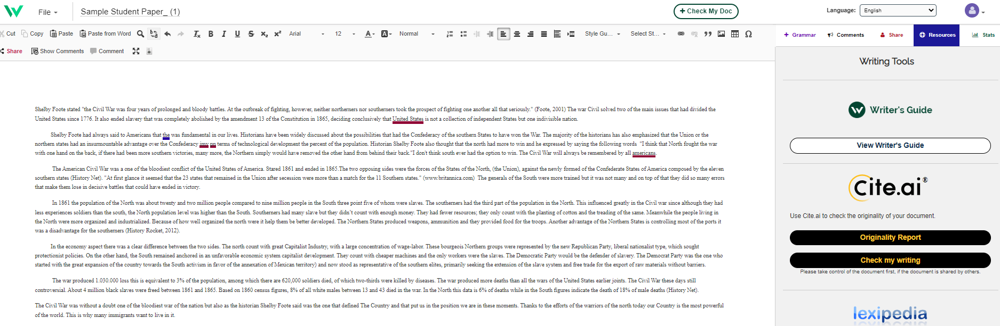 File
Sample Student Paper_ (1)
+ Check My Doc
Language:
English
Cut Copy Paste Paste from Word Arial 12 Normal Style Gu... Select St...
Share Show Comments Comment
Grammar Comments Share Resources Stats
Shelby Foote stated "the Civil War was four years of prolonged and bloody battles. At the outbreak of fighting, however, neither northerners nor southerners took the prospect of fighting one another all that seriously." (Foote, 2001) The war Civil solved two of the main issues that had divided the
United States since 1776. It also ended slavery that was completely abolished by the amendment 13 of the Constitution in 1865, deciding conclusively that United States is not a collection of independent States but one indivisible nation.
Shelby Foote had always said to Americans that the was fundamental in our lives. Historians have been widely discussed about the possibilities that had the Confederacy of the southern States to have won the War. The majority of the historians has also emphasized that the Union or the
northern states had an insurmountable advantage over the Confederacy imy nn terms of technological development the percent of the population. Historian Shelby Foote also thought that the north had more to win and he expressed by saying the following words "I think that North fought the war
with one hand on the back, if there had been more southern victories, many more, the Northern simply would have removed the other hand from behind their back."I don't think south ever had the option to win. The Civil War will always be remembered by all americans.
The American Civil War was a one of the bloodiest conflict of the United States of America. Stared 1861 and ended in 1865.The two opposing sides were the forces of the States of the North, (the Union), against the newly formed of the Confederate States of America composed by the eleven
southern states (History Net). "At first glance it seemed that the 23 states that remained in the Union after secession were more than a match for the 11 Southern states." (www.britannica.com) The generals of the South were more trained but it was not many and on top of that they did so many errors
that make them lose in decisive battles that could have ended in victory.
In 1861 the population of the North was about twenty and two million people compared to nine million people in the South three point five of whom were slaves. The southerners had the third part of the population in the North. This influenced greatly in the Civil war since although they had
less experiences soldiers than the south, the North population level was higher than the South. Southerners had many slave but they didn't count with enough money. They had fewer resources; they only count with the planting of cotton and the treading of the same. Meanwhile the people living in
the North were more organized and industrialized. Because of how well organized the north were it help them be better developed. The Northern States produced weapons, ammunition and they provided food for the troops. Another advantage of the Northern States is controlling most of the ports it
was a disadvantage for the southerners (History Rocket, 2012).
In the economy aspect there was a clear difference between the two sides. The north count with great Capitalist Industry, with a large concentration of wage-labor. These bourgeois Northern groups were represented by the new Republican Party, liberal nationalist type, which sought
protectionist policies. On the other hand, the South remained anchored in an unfavorable economic system capitalist development. They count with cheaper machines and the only workers were the slaves. The Democratic Party would be the defender of slavery. The Democrat Party was the one who
started with the great expansion of the country towards the South activism in favor of the annexation of Mexican territory) and now stood as representative of the southern elites, primarily seeking the extension of the slave system and free trade for the export of raw materials without barriers.
The war produced 1.030.000 loss this is equivalent to 3% of the population, among which there are 620,000 soldiers died, of which two-thirds were killed by diseases. The war produced more deaths than all the wars of the United States earlier joints. The Civil War these days still
controversial. About 4 million black slaves were freed between 1861 and 1865. Based on 1860 census figures, 8% of all white males between 13 and 43 died in the war. In the North this data is 6% of deaths while in the South figures indicate the death of 18% of male deaths (History Net).
The Civil War was without a doubt one of the bloodiest war of the nation but also as the historian Shelby Foote said was the one that defined The Country and that put us in the position we are in these moments. Thanks to the efforts of the warriors of the north today our Country is the most powerful
of the world. This is why many immigrants want to live in it.
Writing Tools
Writer's Guide
View Writer's Guide
Cite.ai®
Use Cite.ai to check the originality of your document.
Originality Report
Check my writing
Please take control of the document first, if the document is shared by others.
lexipedia